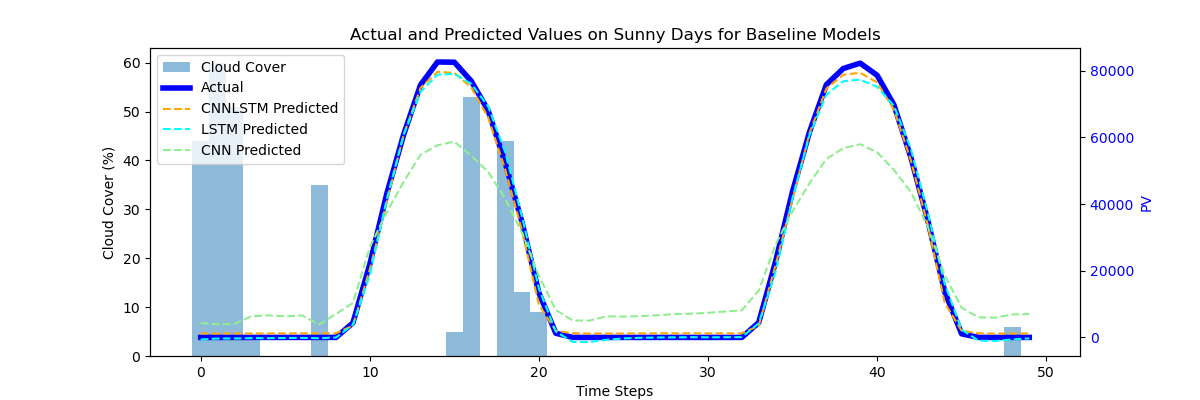 Actual and Predicted Values on Sunny Days for Baseline Models
Cloud Cover
Actual
CNNLSTM Predicted
LSTM Predicted
CNN Predicted
Cloud Cover (%)
60
50
40
30
20
10
0
0
10
20
30
40
50
Time Steps
80000
60000
40000
20000
0
PV